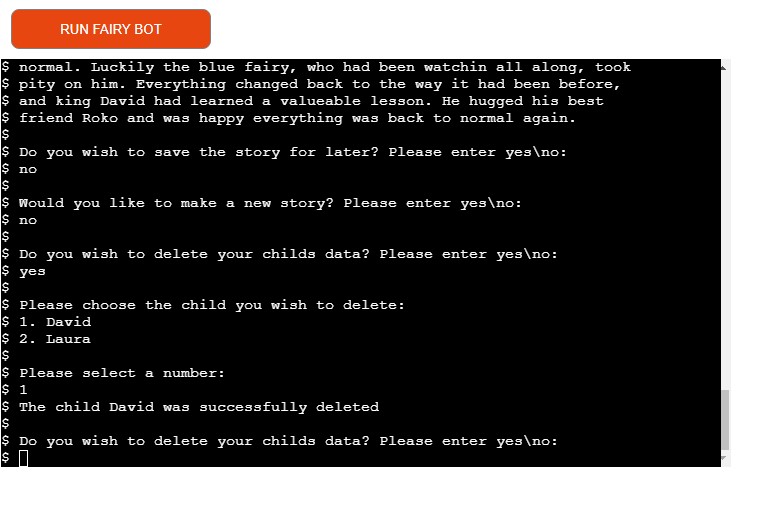 RUN FAIRY BOT
$ normal. Luckily the blue fairy, who had been watchin all along, took
$ pity on him. Everything changed back to the way it had been before,
$ and king David had learned a valueable lesson. He hugged his best
$ friend Roko and was happy everything was back to normal again.
$
$ Do you wish to save the story for later? Please enter yes\no:
$ no
$
$ Would you like to make a new story? Please enter yes\no:
$ no
$
$ Do you wish to delete your childs data? Please enter yes\no:
$ yes
$
$ Please choose the child you wish to delete:
$ 1. David
$ 2. Laura
$
$ Please select a number:
$ 1
$ The child David was successfully deleted
$
$ Do you wish to delete your childs data? Please enter yes\no:
$